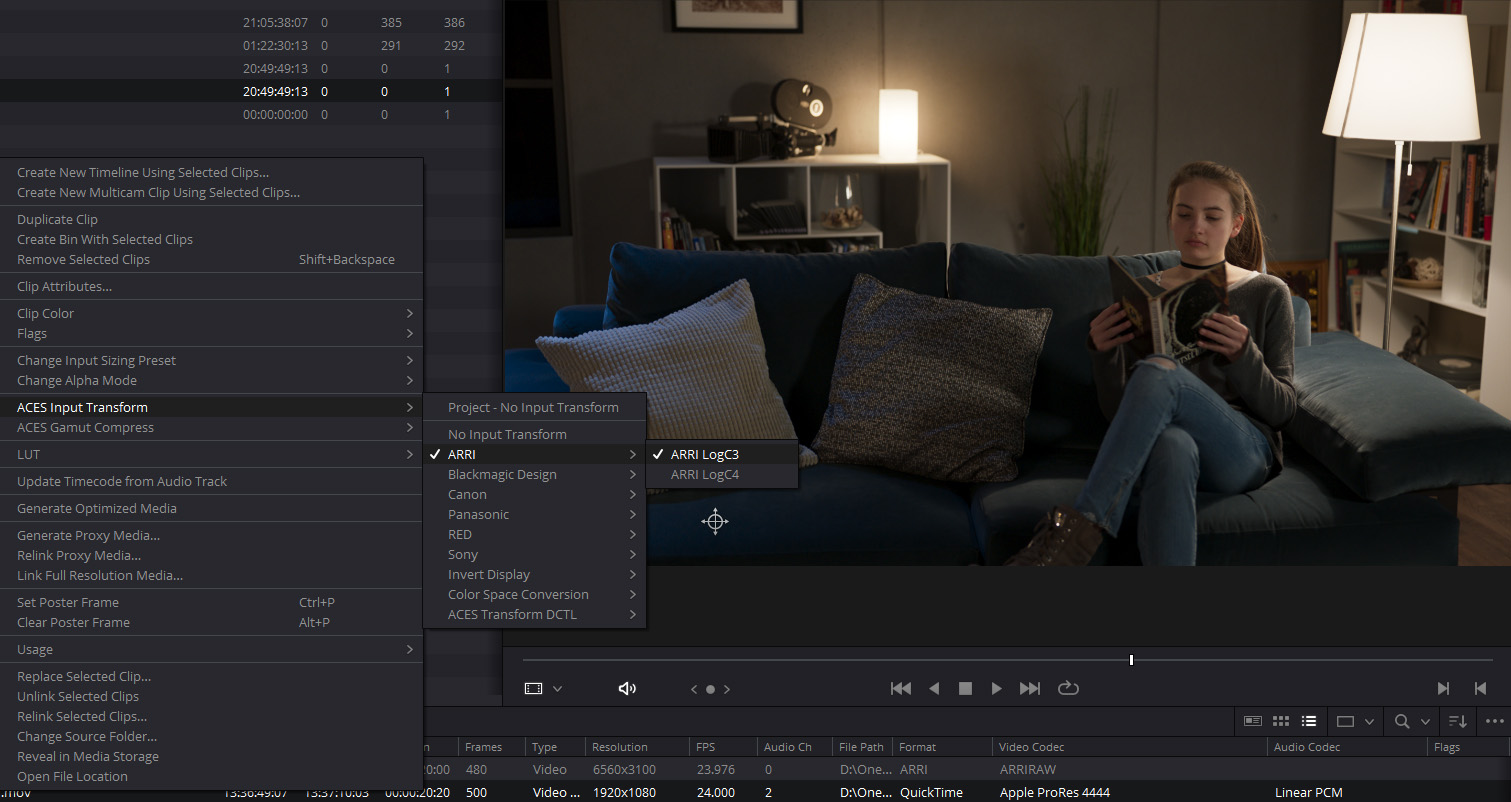 21:05:38:07 0 385 386
01:22:30:13 0 291 292
20:49:49:13 0 0 1
20:49:49:13 0 0 1
00:00:00:00 0 0 1
Create New Timeline Using Selected Clips...
Create New Multicam Clip Using Selected Clips...
Duplicate Clip
Create Bin With Selected Clips
Remove Selected Clips Shift+Backspace
Clip Attributes...
Clip Color
Flags
Change Input Sizing Preset
Change Alpha Mode
ACES Input Transform
ACES Gamut Compress
LUT
Update Timecode from Audio Track
Generate Optimized Media
Generate Proxy Media...
Relink Proxy Media...
Link Full Resolution Media...
Set Poster Frame Ctrl+P
Clear Poster Frame Alt+P
Usage
Replace Selected Clip...
Unlink Selected Clips
Relink Selected Clips...
Change Source Folder...
Reveal in Media Storage
Open File Location
Project - No Input Transform
No Input Transform
ARRI
Blackmagic Design
Canon
Panasonic
RED
Sony
Invert Display
Color Space Conversion
ACES Transform DCTL
ARRI LogC3
ARRI LogC4
n Frames Type Resolution FPS Audio Ch File Path Format Video Codec Audio Codec Flags
20:00 480 Video 6560x3100 23.976 0 D:\One... ARRI ARRIRAW
.mov 13:36:49:07 13:37:10:03 00:00:20:20 500 Video ... 1920x1080 24.000 2 D:\One... QuickTime Apple ProRes 4444 Linear PCM